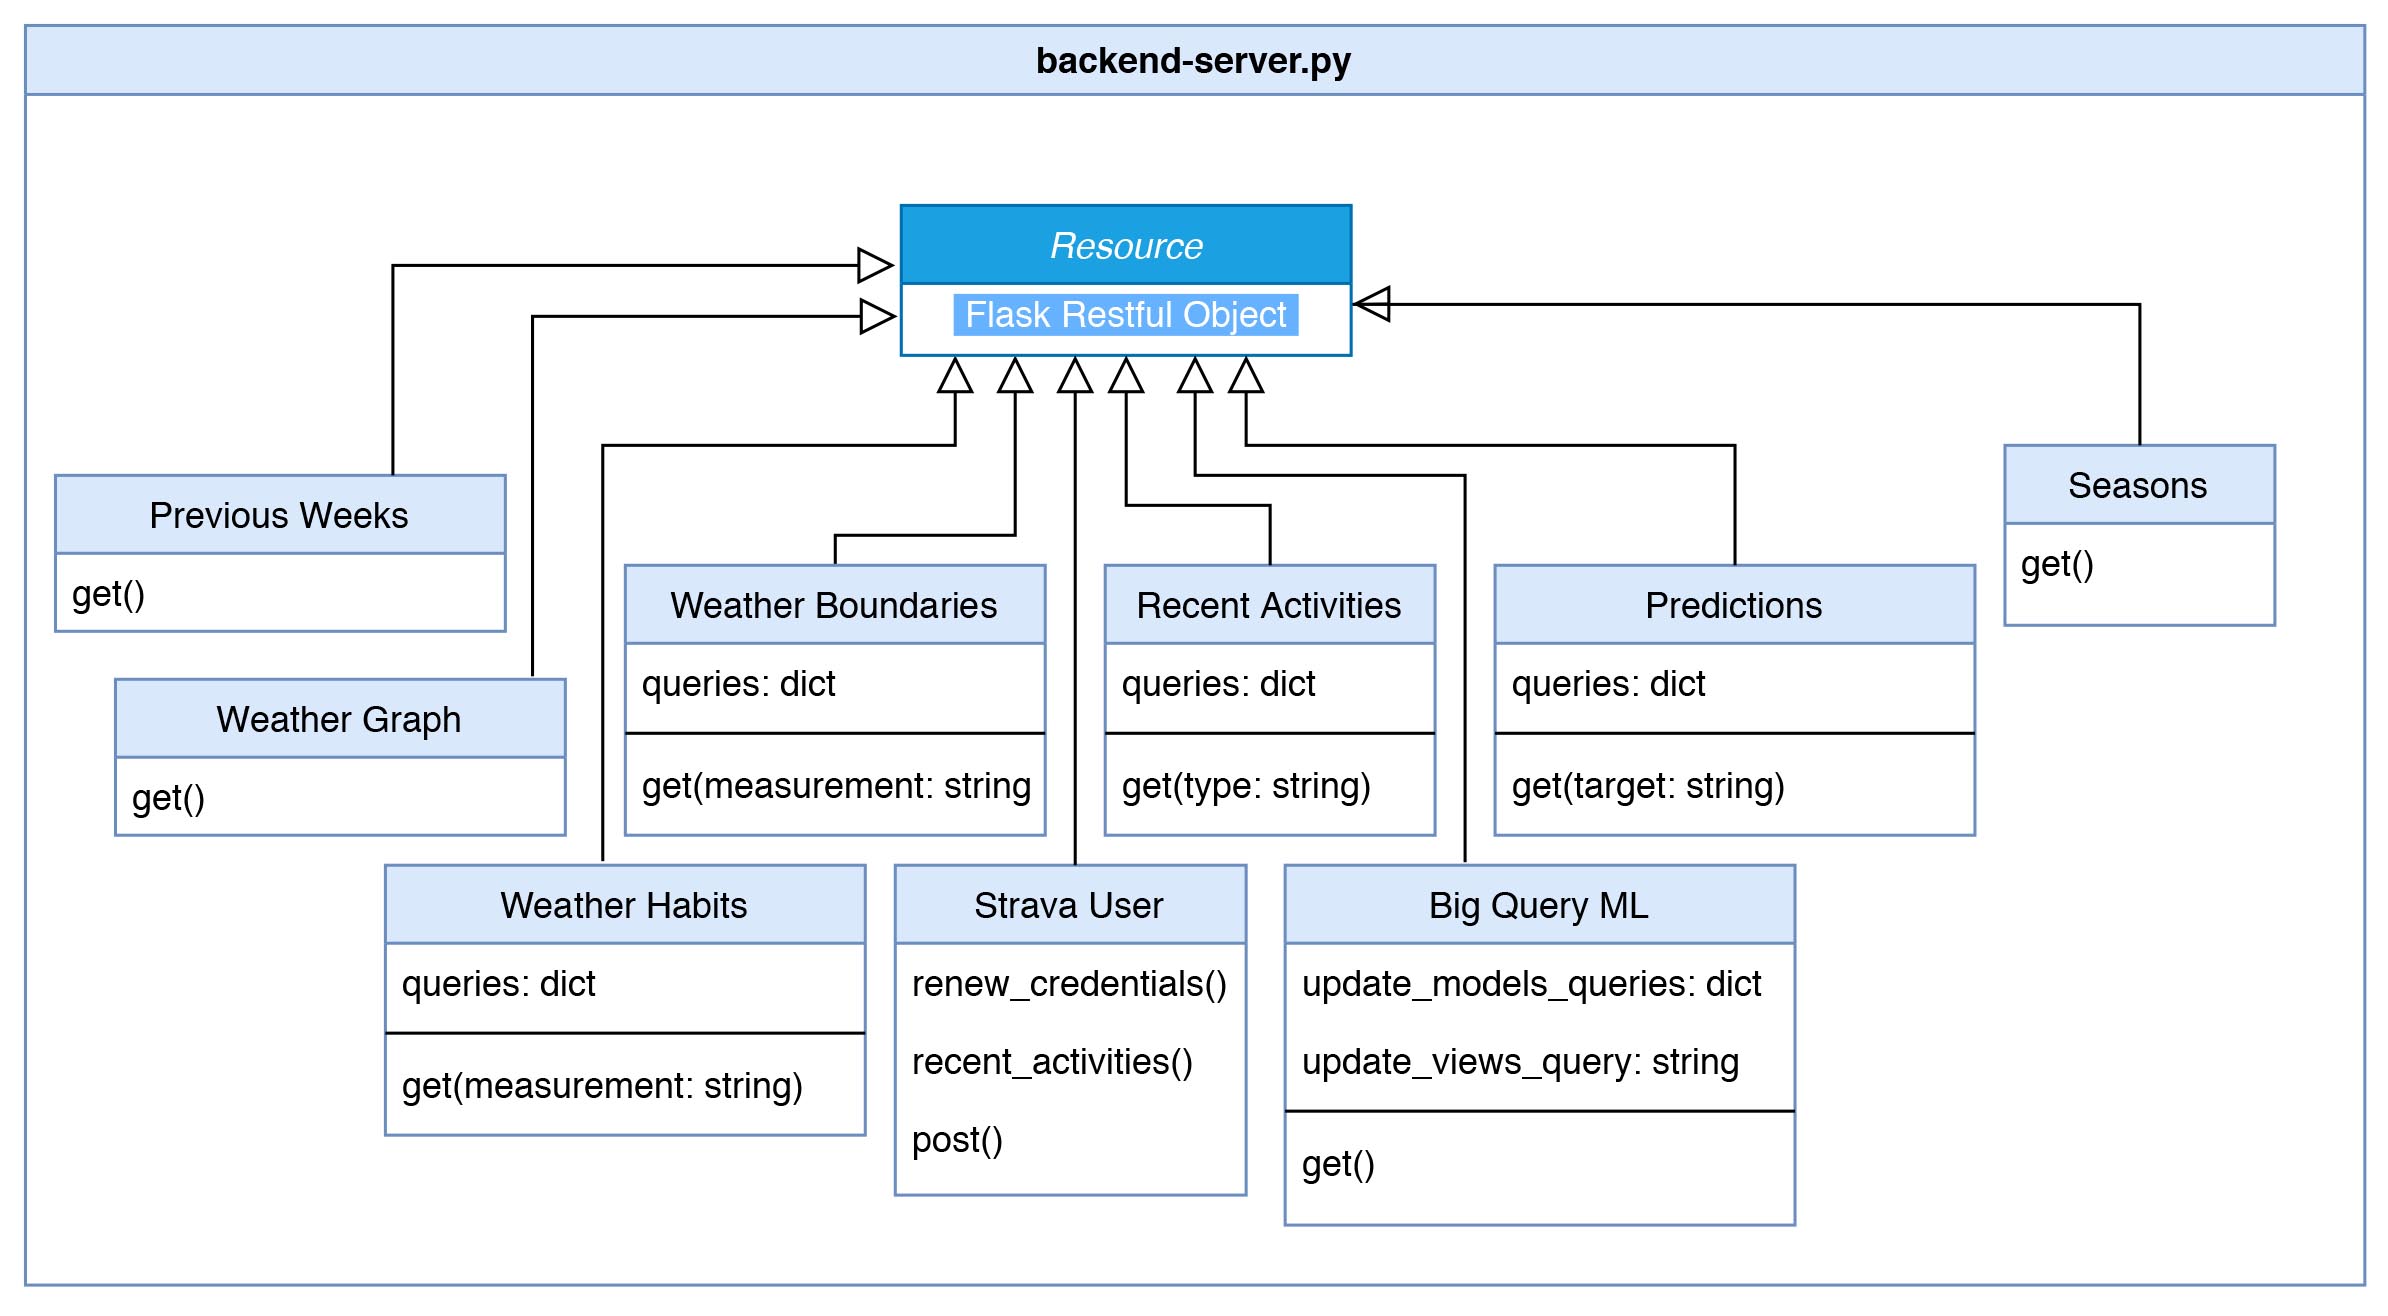 backend-server.py
Resource
Flask Restful Object
Previous Weeks
get()
Weather Graph
get()
Weather Boundaries
queries: dict
get(measurement: string
Recent Activities
queries: dict
get(type: string)
Predictions
queries: dict
get(target: string)
Seasons
get()
Weather Habits
queries: dict
get(measurement: string)
Strava User
renew_credentials()
recent_activities()
post()
Big Query ML
update_models_queries: dict
update_views_query: string
get()